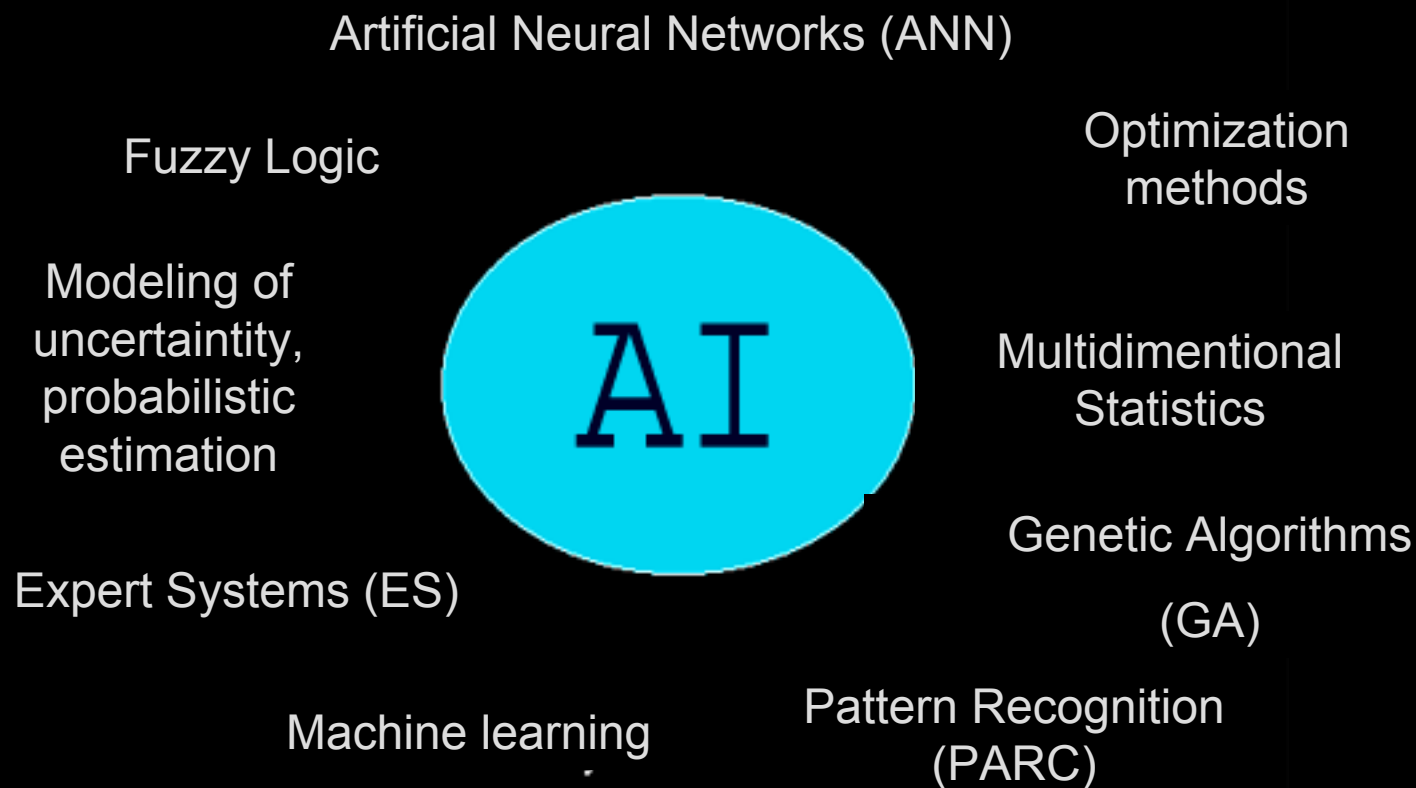 Artificial Neural Networks (ANN)
Fuzzy Logic
Optimization
methods
Modeling of
uncertaintity,
probabilistic
estimation
AI
Multidimentional
Statistics
Genetic Algorithms
(GA)
Expert Systems (ES)
Machine learning
Pattern Recognition
(PARC)